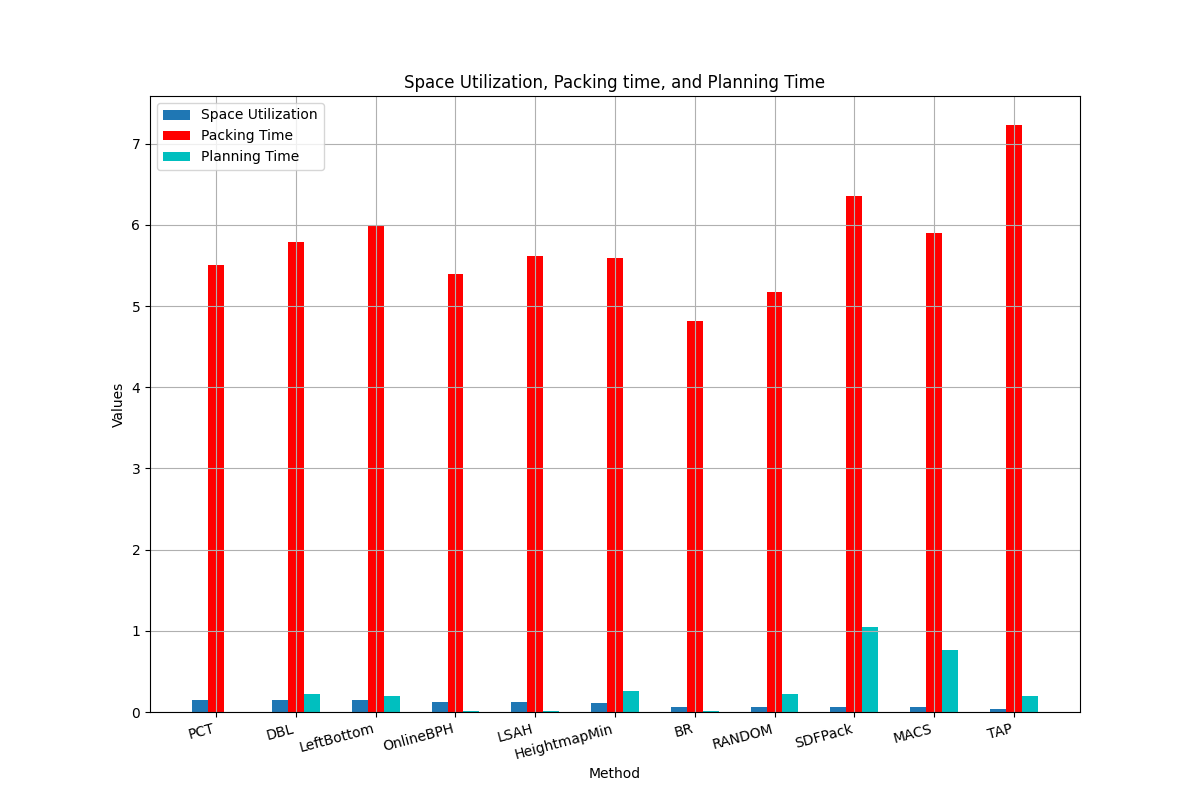 Space Utilization, Packing time, and Planning Time
Space Utilization
Packing Time
Planning Time
7
6
5
4
3
2
1
0
Values
PCT
DBL
LeftBottom
OnlineBPH
LSAH
HeightmapMin
BR
RANDOM
SDFPack
MACS
TAP
Method